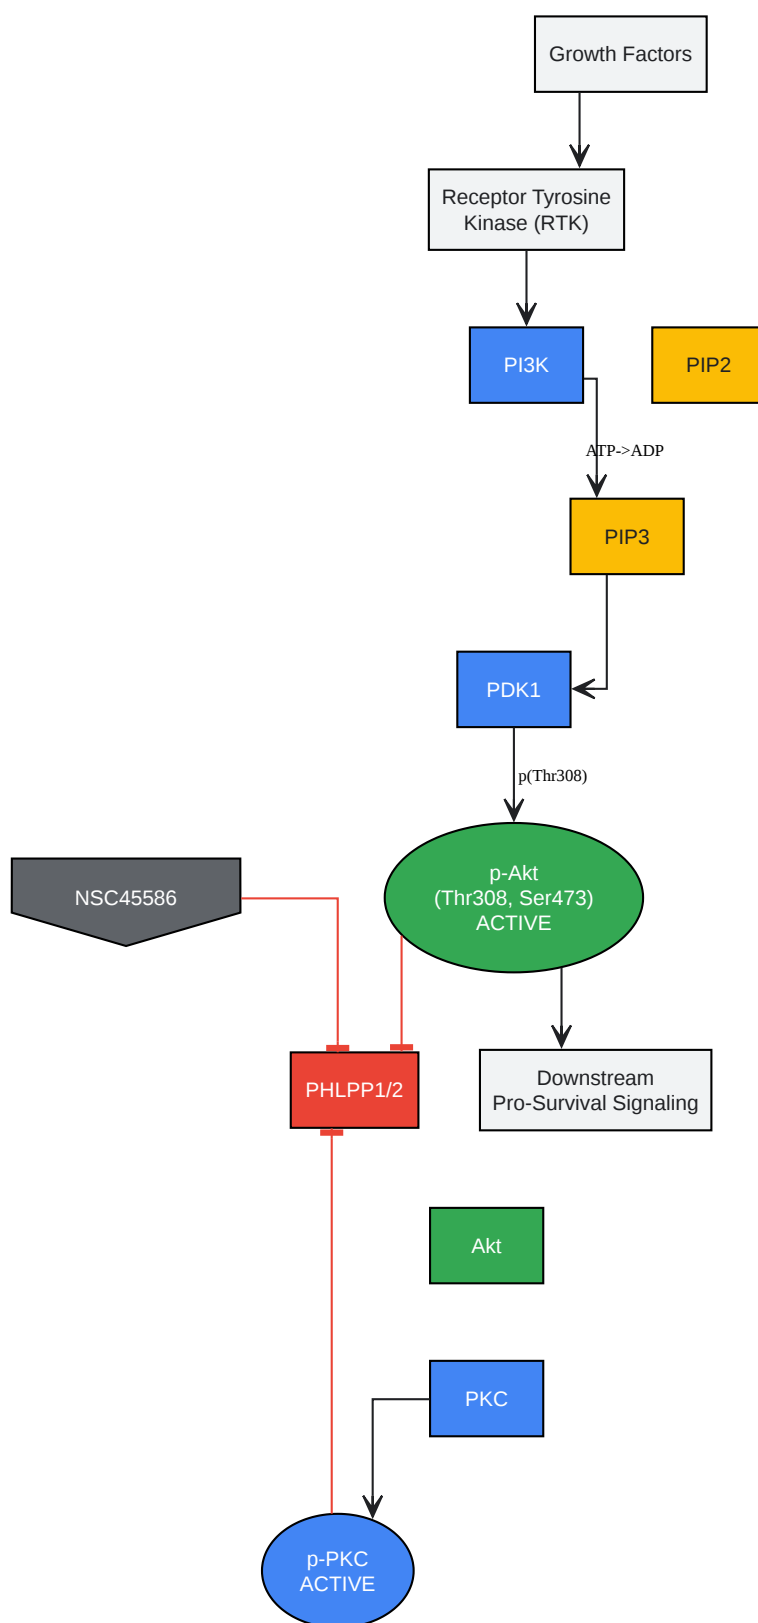 Growth Factors
Receptor Tyrosine
Kinase (RTK)
PI3K
PIP2
ATP->ADP
PIP3
PDK1
p(Thr308)
p-Akt
(Thr308, Ser473)
ACTIVE
NSC45586
PHLPP1/2
Downstream
Pro-Survival Signaling
Akt
PKC
p-PKC
ACTIVE